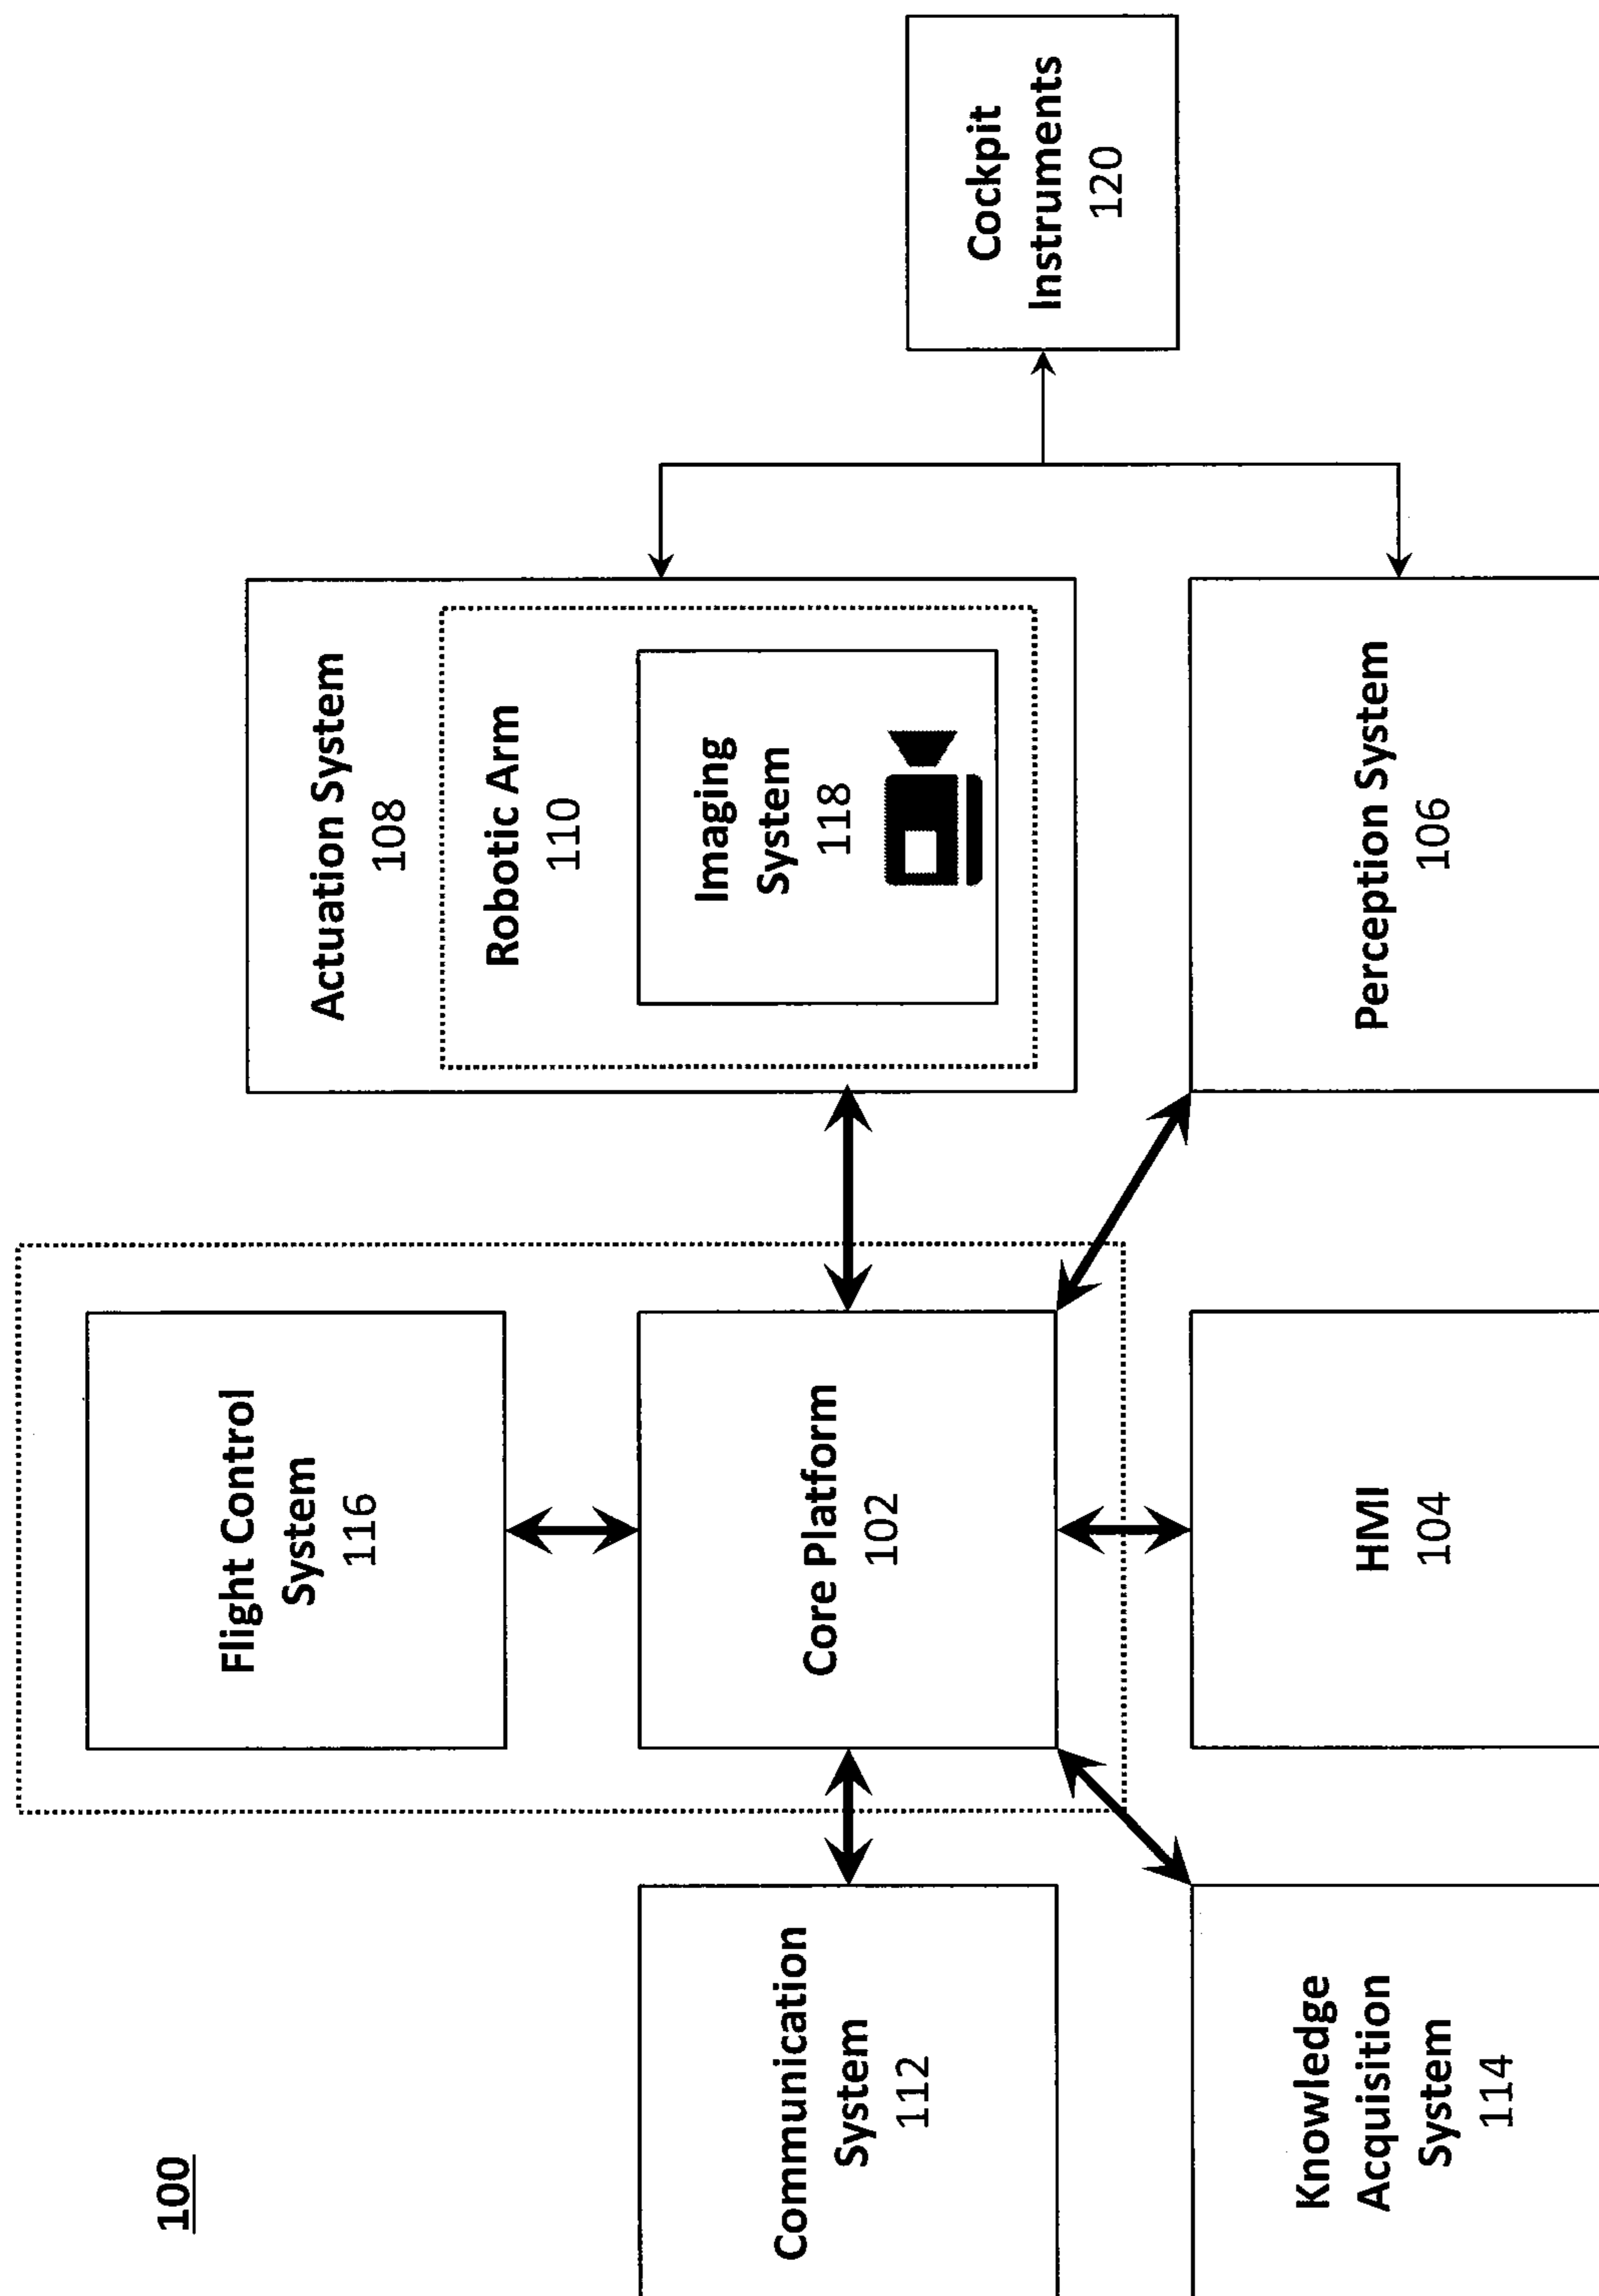 100
Flight Control
System
116
Actuation System
108
Robotic Arm
110
Imaging
System
118
Communication
System
112
Core Platform
102
Cockpit
Instruments
120
Knowledge
Acquisition
System
114
HMI
104
Perception System
106